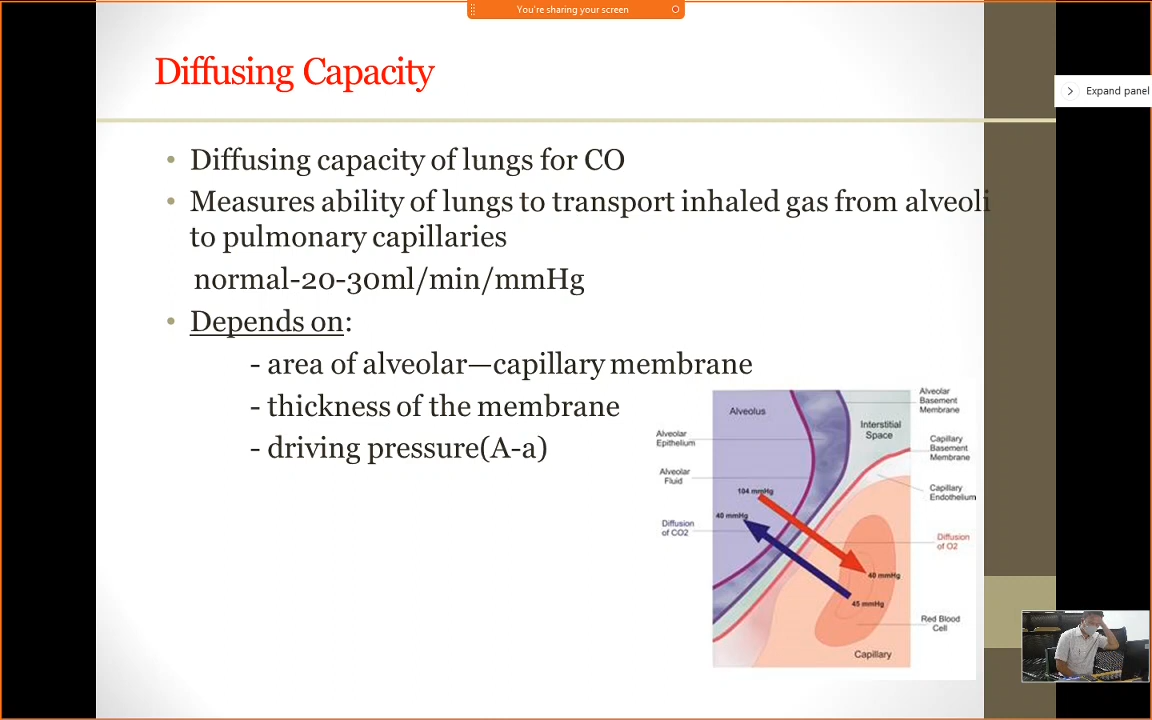 You're sharing your screen
Expand panel
Diffusing Capacity
• Diffusing capacity of lungs for CO
• Measures ability of lungs to transport inhaled gas from alveoli
to pulmonary capillaries
normal-20-30ml/min/mmHg
• Depends on:
- area of alveolar—capillary membrane
- thickness of the membrane
- driving pressure(A-a)
Alveolus
Alveolar
Epithelium
Alveolar
Fluid
Diffusion
of CO2
Alveolar
Basement
Membrane
Interstitial
Space
Capillary
Basement
Membrane
Capillary
Endothelium
104 mmHg
40 mmHg
Diffusion
of O2
40 mmHg
45 mmHg
Red Blood
Cell
Capillary